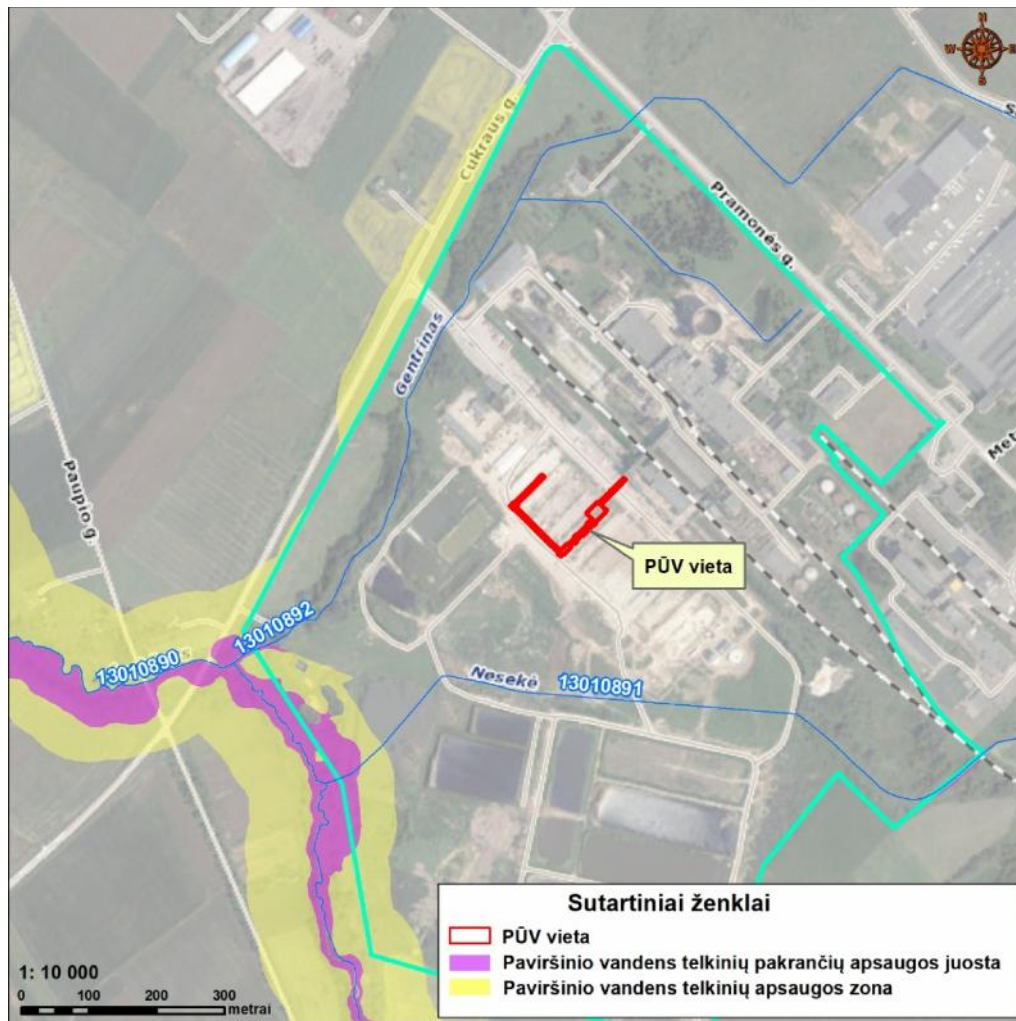 N
W
E
S
Cukraus g.
Pramonės g.
Gentrinas
Paupio g.
PŪV vieta
13010892
13010890
Nesekė 13010891
Sutartiniai ženklai
PŪV vieta
Paviršinio vandens telkinių pakrančių apsaugos juosta
Paviršinio vandens telkinių apsaugos zona
1: 10 000
0 100 200 300
metrai